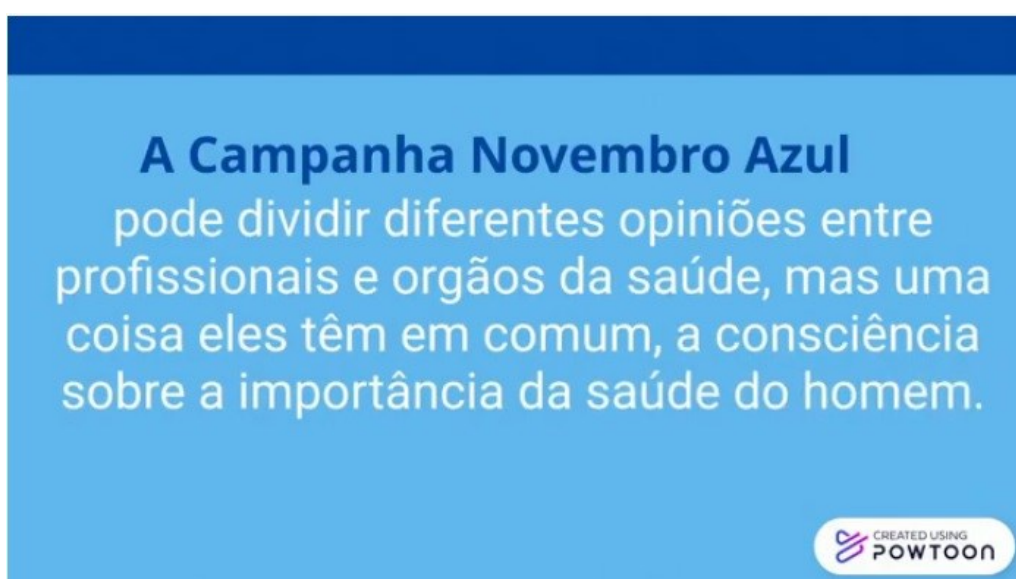 A Campanha Novembro Azul
pode dividir diferentes opiniões entre
profissionais e orgãos da saúde, mas uma
coisa eles têm em comum, a consciência
sobre a importância da saúde do homem.
CREATED USING
POWTOON